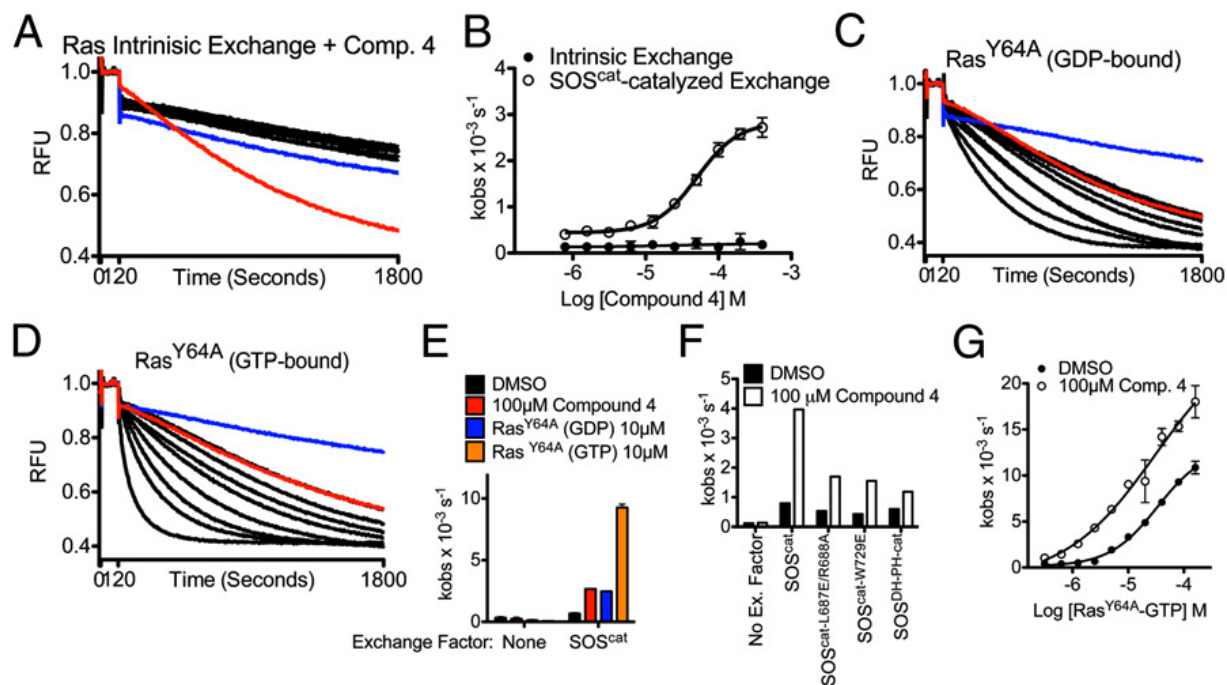 A
Ras Intrinisic Exchange + Comp. 4
RFU
1.0
0.8
0.6
0.4
0120
Time (Seconds)
1800
B
Intrinsic Exchange
SOScat-catalyzed Exchange
kobs x 10-3 s-1
4
3
2
1
0
-6
-5
-4
-3
Log [Compound 4] M
C
RasY64A (GDP-bound)
RFU
1.0
0.8
0.6
0.4
0120
Time (Seconds)
1800
D
RasY64A (GTP-bound)
RFU
1.0
0.8
0.6
0.4
0120
Time (Seconds)
1800
E
DMSO
100μM Compound 4
RasY64A (GDP) 10μM
Ras Y64A (GTP) 10μM
kobs x 10-3 s-1
10
5
0
Exchange Factor: None
SOScat
F
DMSO
100 μM Compound 4
kobs x 10-3 s-1
5
4
3
2
1
0
No Ex. Factor
SOScat
SOScat-L687E/R688A
SOScat-W729E
SOSDH-PH-cat
G
DMSO
100μM Comp. 4
kobs x 10-3 s-1
20
15
10
5
0
-6
-5
-4
Log [RasY64A-GTP] M